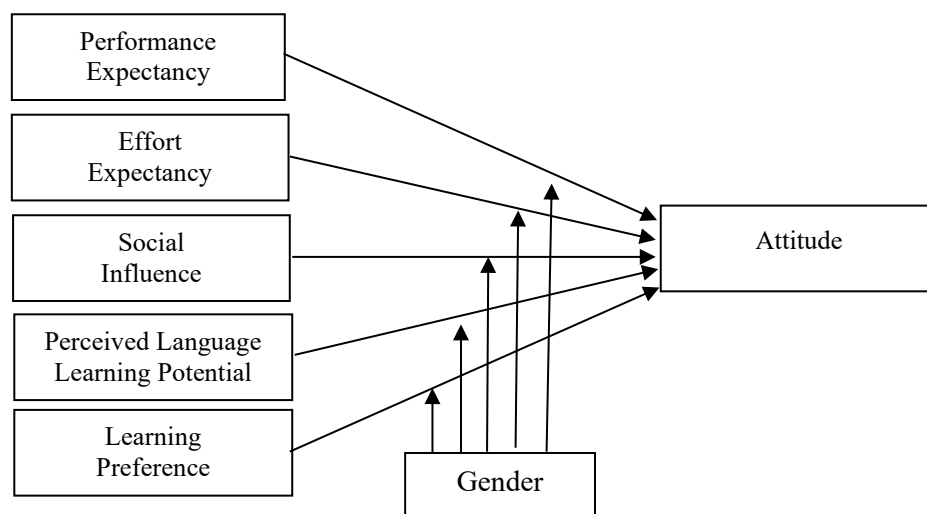 Performance
Expectancy
Effort
Expectancy
Social
Influence
Attitude
Perceived Language
Learning Potential
Learning
Preference
Gender